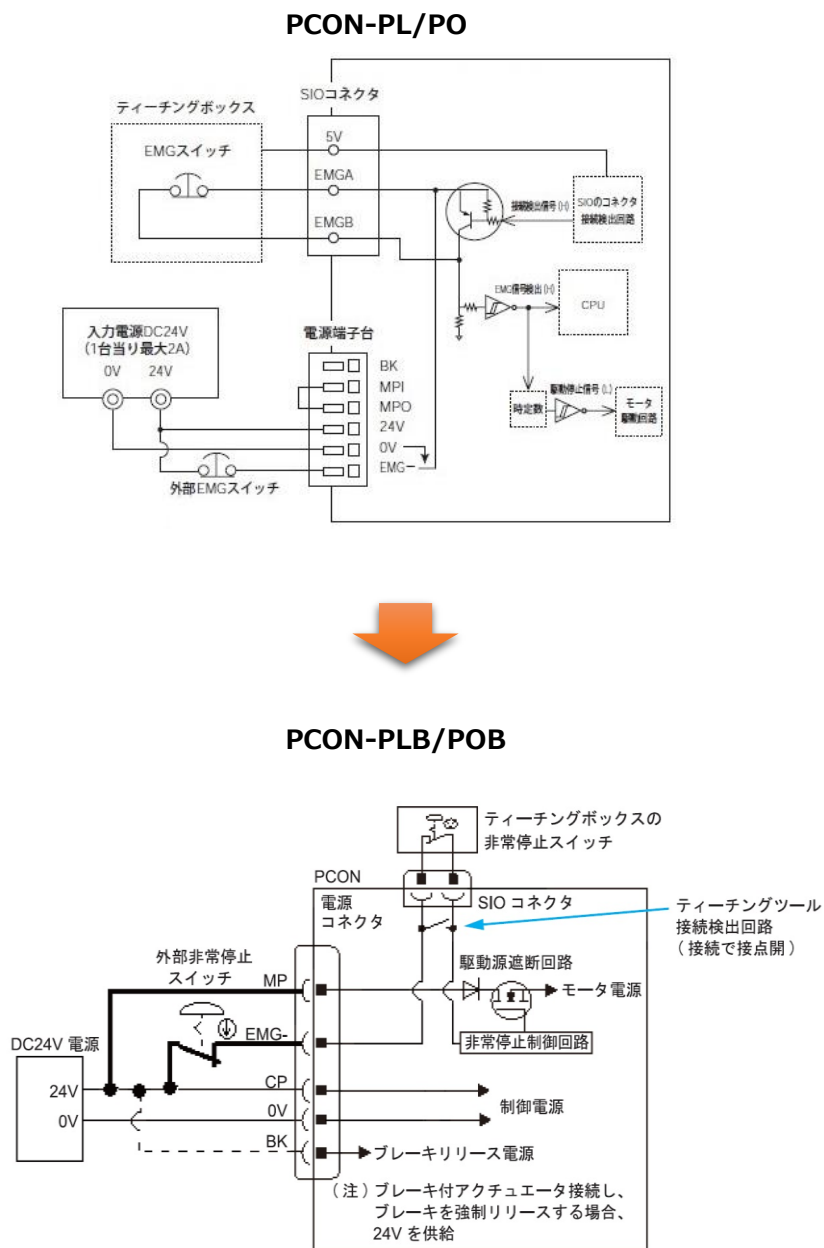 PCON-PL/PO
SIOコネクタ
ティーチングボックス
EMGスイッチ
5V
EMGA
EMGB
接続検出信号(H)
SIOのコネクタ
接続検出回路
EMG信号検出(H)
CPU
入力電源DC24V
(1台当り最大2A)
0V
24V
電源端子台
BK
MPI
MPO
24V
0V
EMG-
外部EMGスイッチ
時定数
駆動停止信号(L)
モータ
駆動回路
PCON-PLB/POB
ティーチングボックスの
非常停止スイッチ
PCON
電源
コネクタ
SIO コネクタ
ティーチングツール
接続検出回路
(接続で接点開)
外部非常停止
スイッチ
MP
駆動源遮断回路
モータ電源
EMG-
非常停止制御回路
DC24V 電源
24V
0V
CP
0V
制御電源
BK
ブレーキリリース電源
(注)ブレーキ付アクチュエータ接続し、
ブレーキを強制リリースする場合、
24V を供給